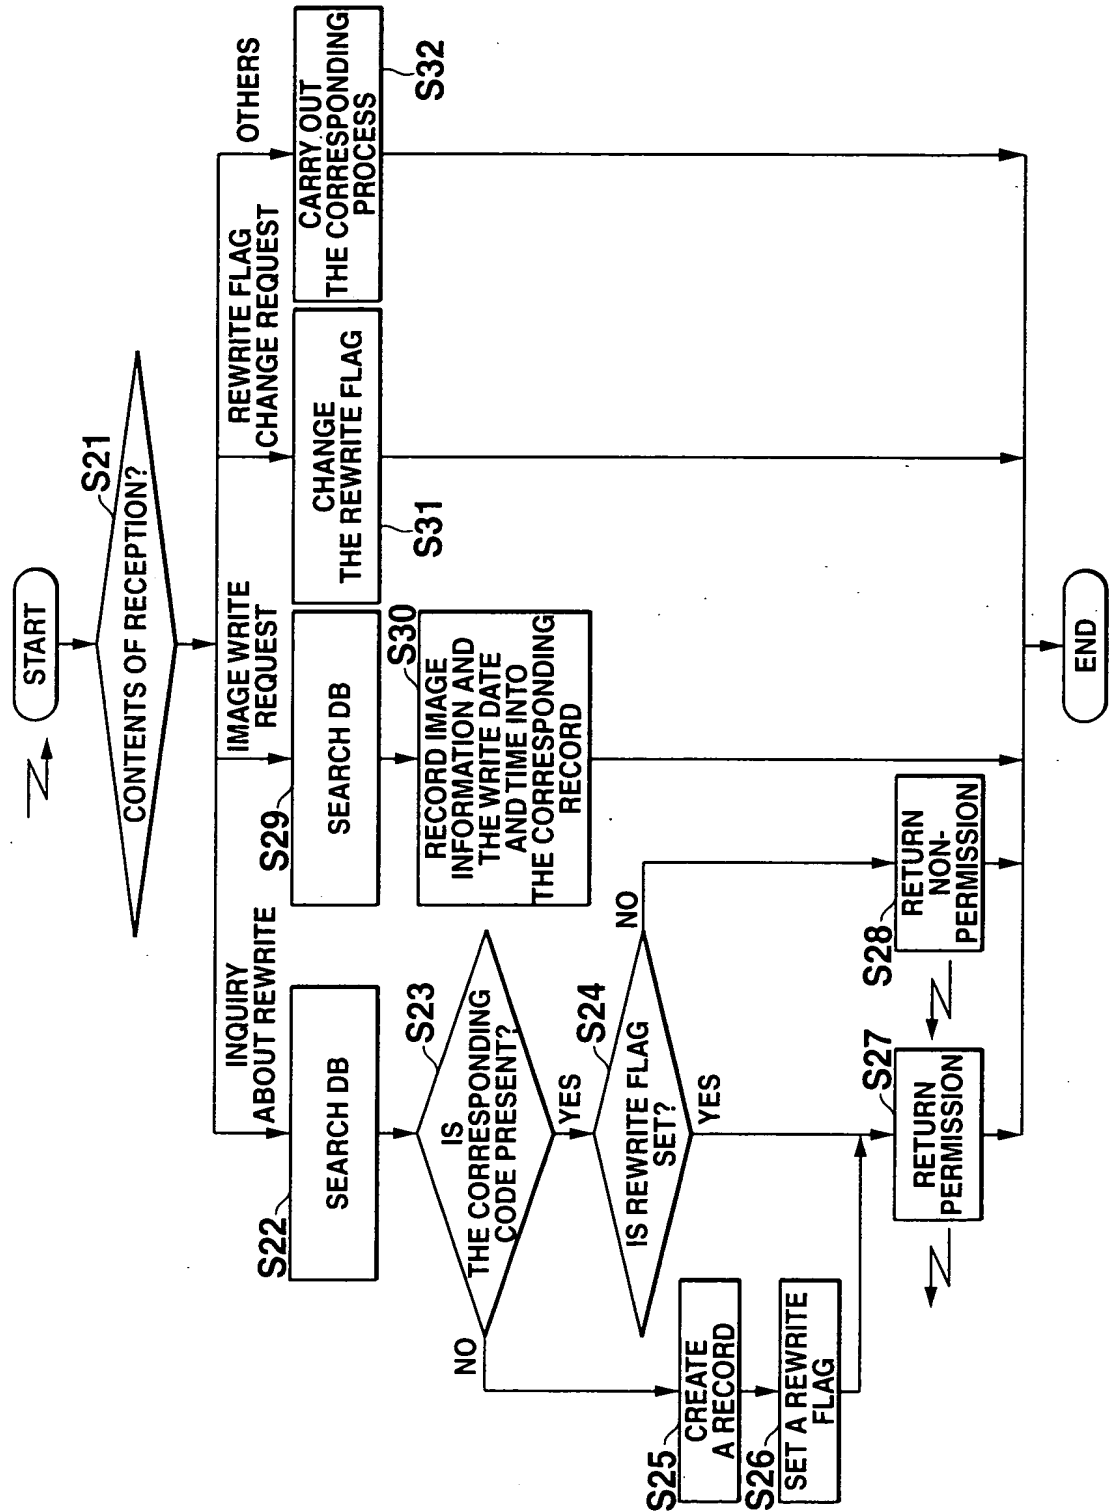 START
S21
CONTENTS OF RECEPTION?
INQUIRY
ABOUT REWRITE
IMAGE WRITE
REQUEST
REWRITE FLAG
CHANGE REQUEST
OTHERS
S22
SEARCH DB
S29
SEARCH DB
CHANGE
THE REWRITE FLAG
S31
CARRY OUT
THE CORRESPONDING
PROCESS
S32
S23
IS
THE CORRESPONDING
CODE PRESENT?
NO
YES
S30
RECORD IMAGE
INFORMATION AND
THE WRITE DATE
AND TIME INTO
THE CORRESPONDING
RECORD
S24
IS REWRITE FLAG
SET?
NO
YES
S25
CREATE
A RECORD
S26
SET A REWRITE
FLAG
S27
RETURN
PERMISSION
S28
RETURN
NON-
PERMISSION
END